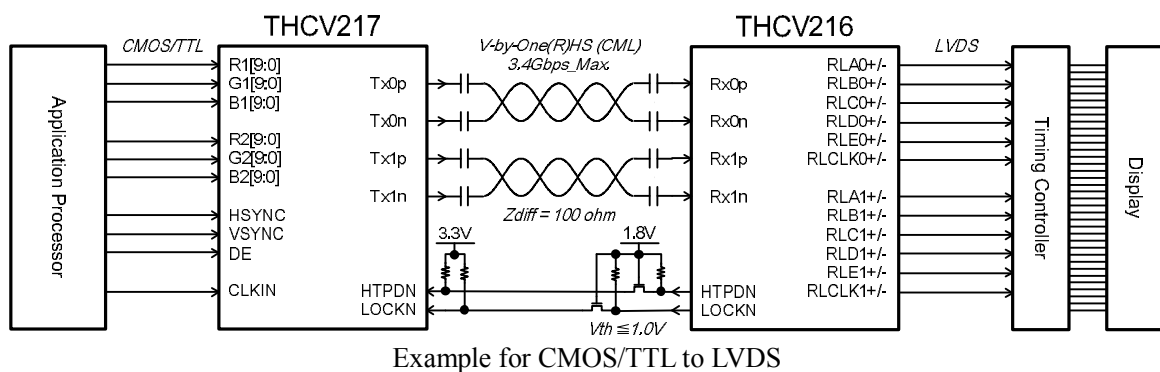 THCV217
THCV216
CMOS/TTL
V-by-One(R)HS (CML)
3.4Gbps_Max.
LVDS
Application Processor
R1[9:0]
G1[9:0]
B1[9:0]
R2[9:0]
G2[9:0]
B2[9:0]
HSYNC
VSYNC
DE
CLKIN
Tx0p
Tx0n
Tx1p
Tx1n
HTPDN
LOCKN
Zdiff = 100 ohm
3.3V
1.8V
Vth ≦1.0V
Rx0p
Rx0n
Rx1p
Rx1n
HTPDN
LOCKN
RLA0+/-
RLB0+/-
RLC0+/-
RLD0+/-
RLE0+/-
RLCLK0+/-
RLA1+/-
RLB1+/-
RLC1+/-
RLD1+/-
RLE1+/-
RLCLK1+/-
Timing Controller
Display
Example for CMOS/TTL to LVDS